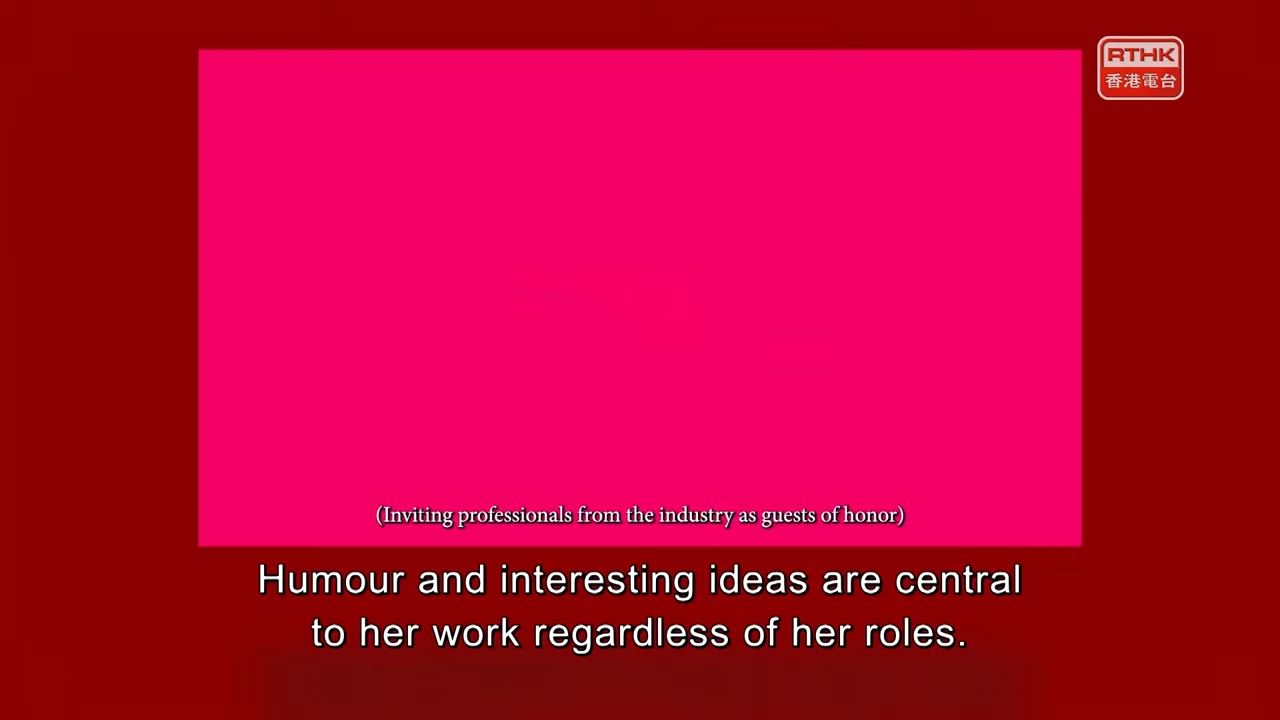 RTHK
香港電台
(Inviting professionals from the industry as guests of honor)
Humour and interesting ideas are central
to her work regardless of her roles.